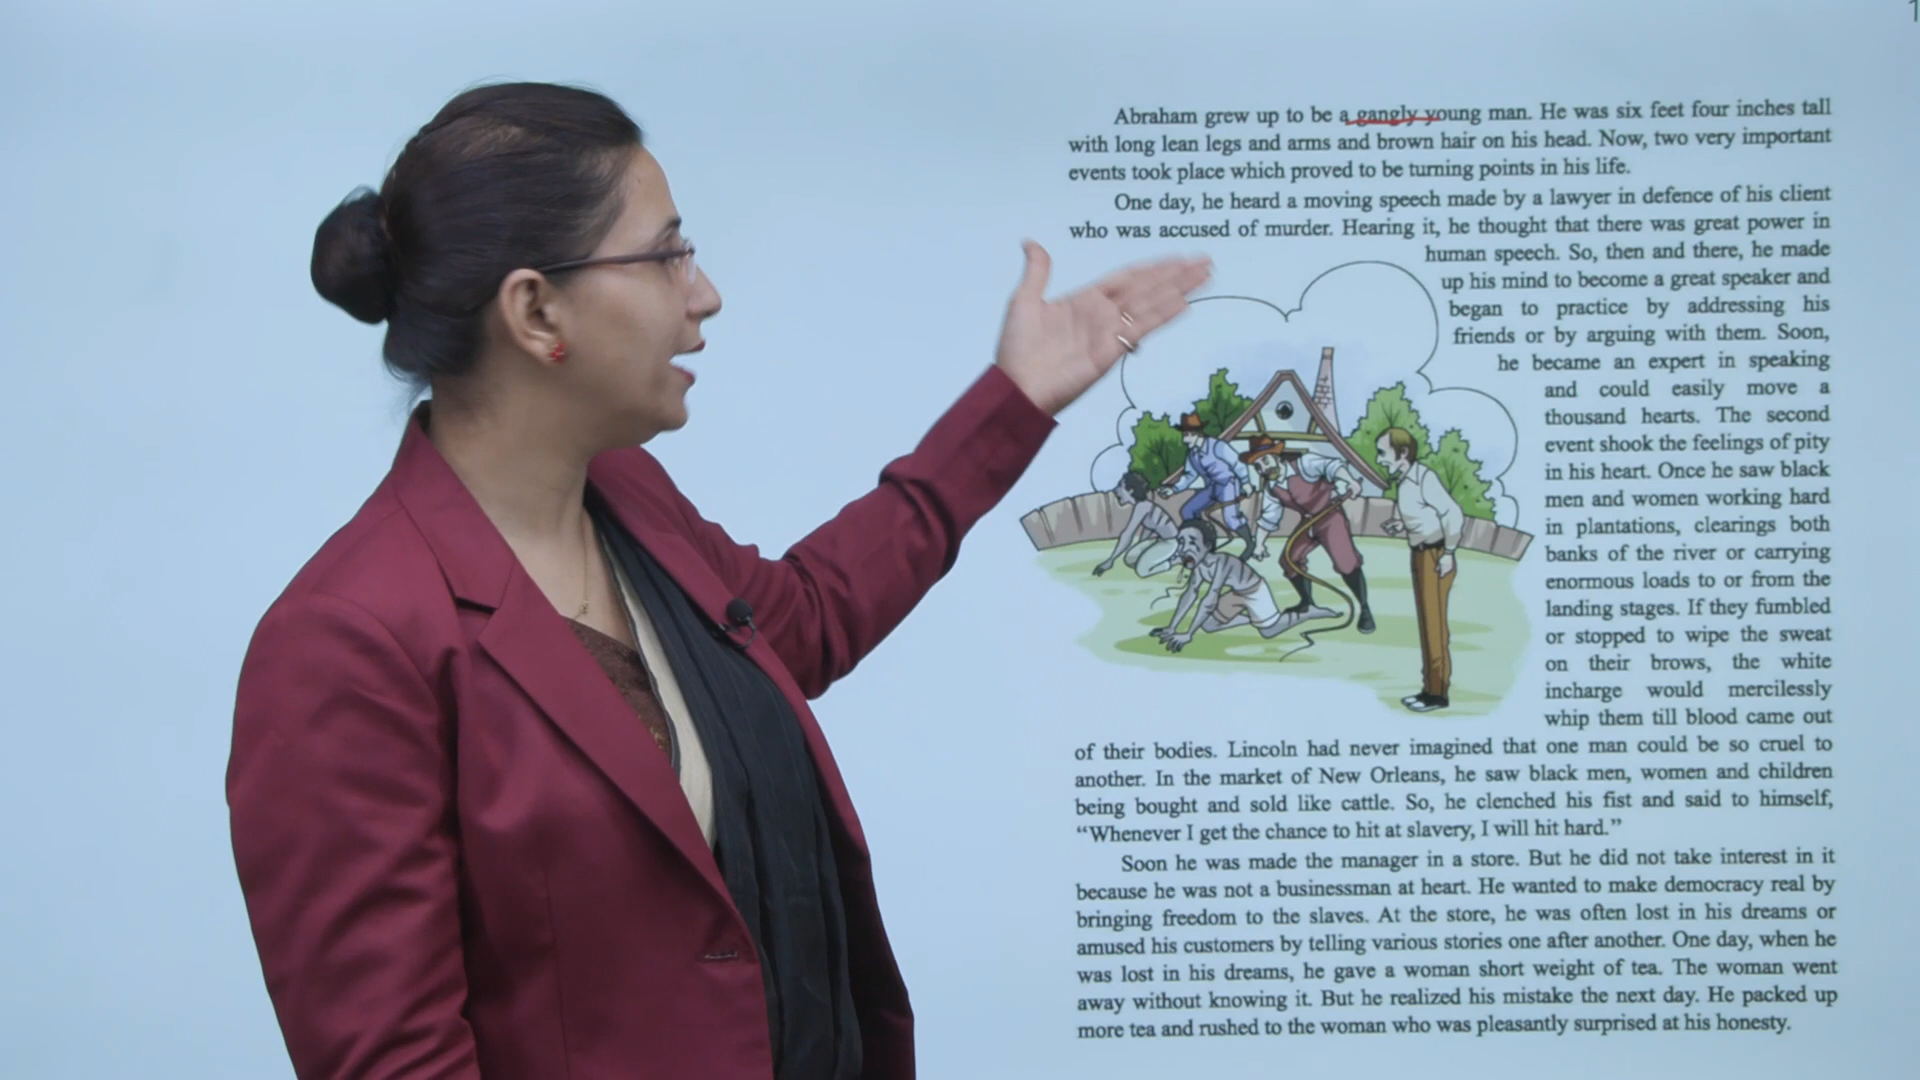 1
Abraham grew up to be a gangly young man. He was six feet four inches tall
with long lean legs and arms and brown hair on his head. Now, two very important
events took place which proved to be turning points in his life.
One day, he heard a moving speech made by a lawyer in defence of his client
who was accused of murder. Hearing it, he thought that there was great power in
human speech. So, then and there, he made
up his mind to become a great speaker and
began to practice by addressing his
friends or by arguing with them. Soon,
he became an expert in speaking
and could easily move a
thousand hearts. The second
event shook the feelings of pity
in his heart. Once he saw black
men and women working hard
in plantations, clearings both
banks of the river or carrying
enormous loads to or from the
landing stages. If they fumbled
or stopped to wipe the sweat
on their brows, the white
incharge would mercilessly
whip them till blood came out
of their bodies. Lincoln had never imagined that one man could be so cruel to
another. In the market of New Orleans, he saw black men, women and children
being bought and sold like cattle. So, he clenched his fist and said to himself,
“Whenever I get the chance to hit at slavery, I will hit hard.”
Soon he was made the manager in a store. But he did not take interest in it
because he was not a businessman at heart. He wanted to make democracy real by
bringing freedom to the slaves. At the store, he was often lost in his dreams or
amused his customers by telling various stories one after another. One day, when he
was lost in his dreams, he gave a woman short weight of tea. The woman went
away without knowing it. But he realized his mistake the next day. He packed up
more tea and rushed to the woman who was pleasantly surprised at his honesty.